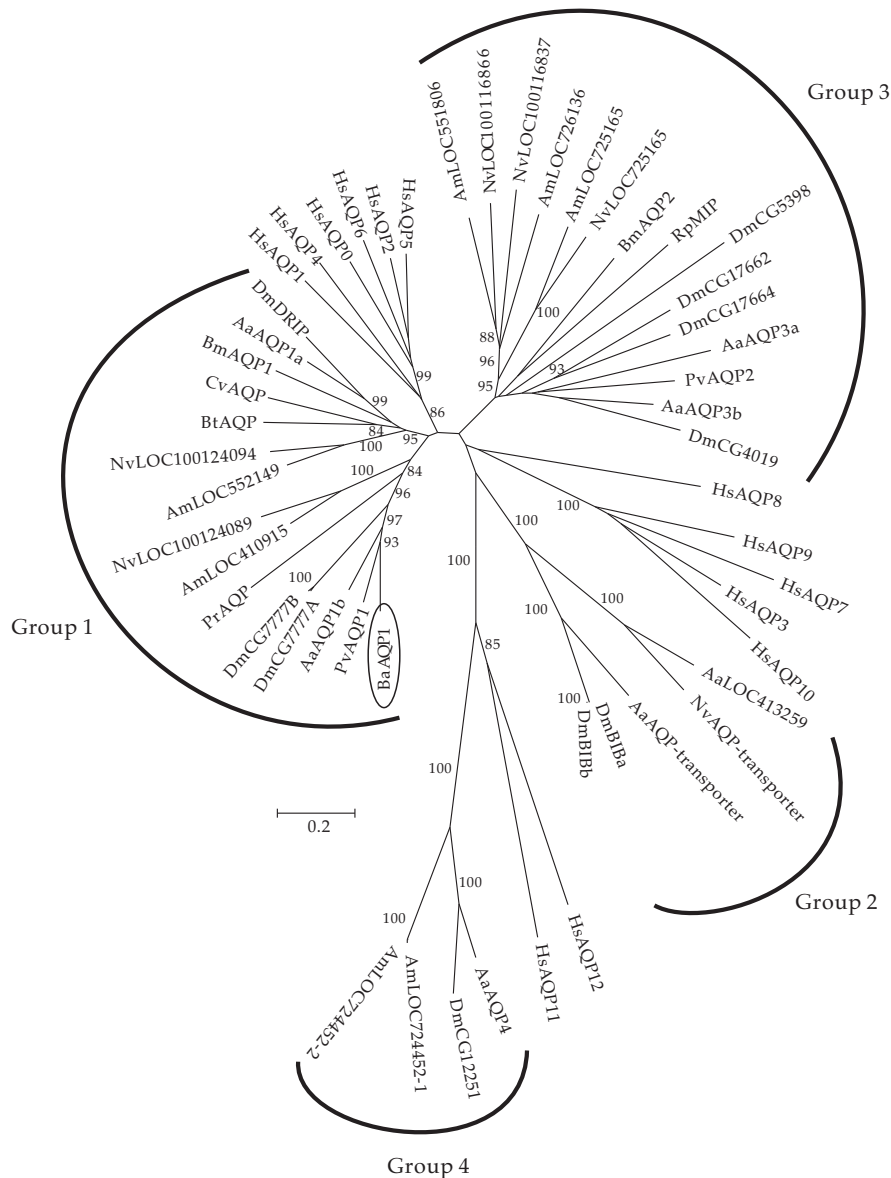 Group 3
AmLOC551806
NvLOC100116866
NvLOC100116837
AmLOC726136
AmLOC725165
NvLOC725165
BmAQP2
RpMIP
DmCG5398
DmCG17662
DmCG17664
AaAQP3a
PvAQP2
AaAQP3b
DmCG4019
100
88
96
95
93
HsAQP5
HsAQP2
HsAQP6
HsAQP0
HsAQP4
HsAQP1
99
86
DmDRIP
AaAQP1a
BmAQP1
CvAQP
BtAQP
NvLOC100124094
AmLOC552149
NvLOC100124089
AmLOC410915
PrAQP
DmCG7777B
DmCG7777A
AaAQP1b
PvAQP1
BaAQP1
99
84
95
100
100
84
96
97
93
100
Group 1
HsAQP8
HsAQP9
HsAQP7
HsAQP3
HsAQP10
100
100
100
100
100
AaLOC413259
NvAQP-transporter
AaAQP-transporter
DmBIBa
DmBIBb
Group 2
100
85
100
100
100
0.2
HsAQP12
HsAQP11
AaAQP4
DmCG12251
AmLOC724452-1
AmLOC724452-2
Group 4